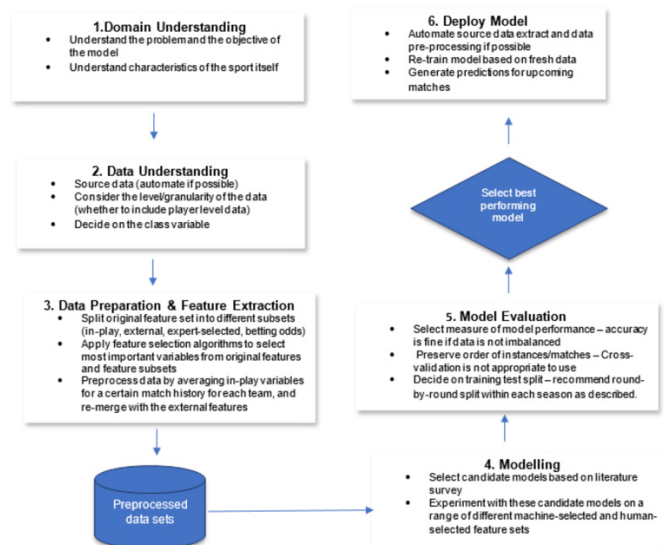 1.Domain Understanding
• Understand the problem and the objective of
the model
• Understand characteristics of the sport itself
2. Data Understanding
• Source data (automate if possible)
• Consider the level/granularity of the data
(whether to include player level data)
• Decide on the class variable
3. Data Preparation & Feature Extraction
• Split original feature set into different subsets
(in-play, external, expert-selected, betting odds)
• Apply feature selection algorithms to select
most important variables from original features
and feature subsets
• Preprocess data by averaging in-play variables
for a certain match history for each team, and
re-merge with the external features
Preprocessed
data sets
4. Modelling
• Select candidate models based on literature
survey
• Experiment with these candidate models on a
range of different machine-selected and human-
selected feature sets
5. Model Evaluation
• Select measure of model performance – accuracy
is fine if data is not imbalanced
• Preserve order of instances/matches – Cross-
validation is not appropriate to use
• Decide on training test split – recommend round-
by-round split within each season as described.
Select best
performing
model
6. Deploy Model
• Automate source data extract and data
pre-processing if possible
• Re-train model based on fresh data
• Generate predictions for upcoming
matches